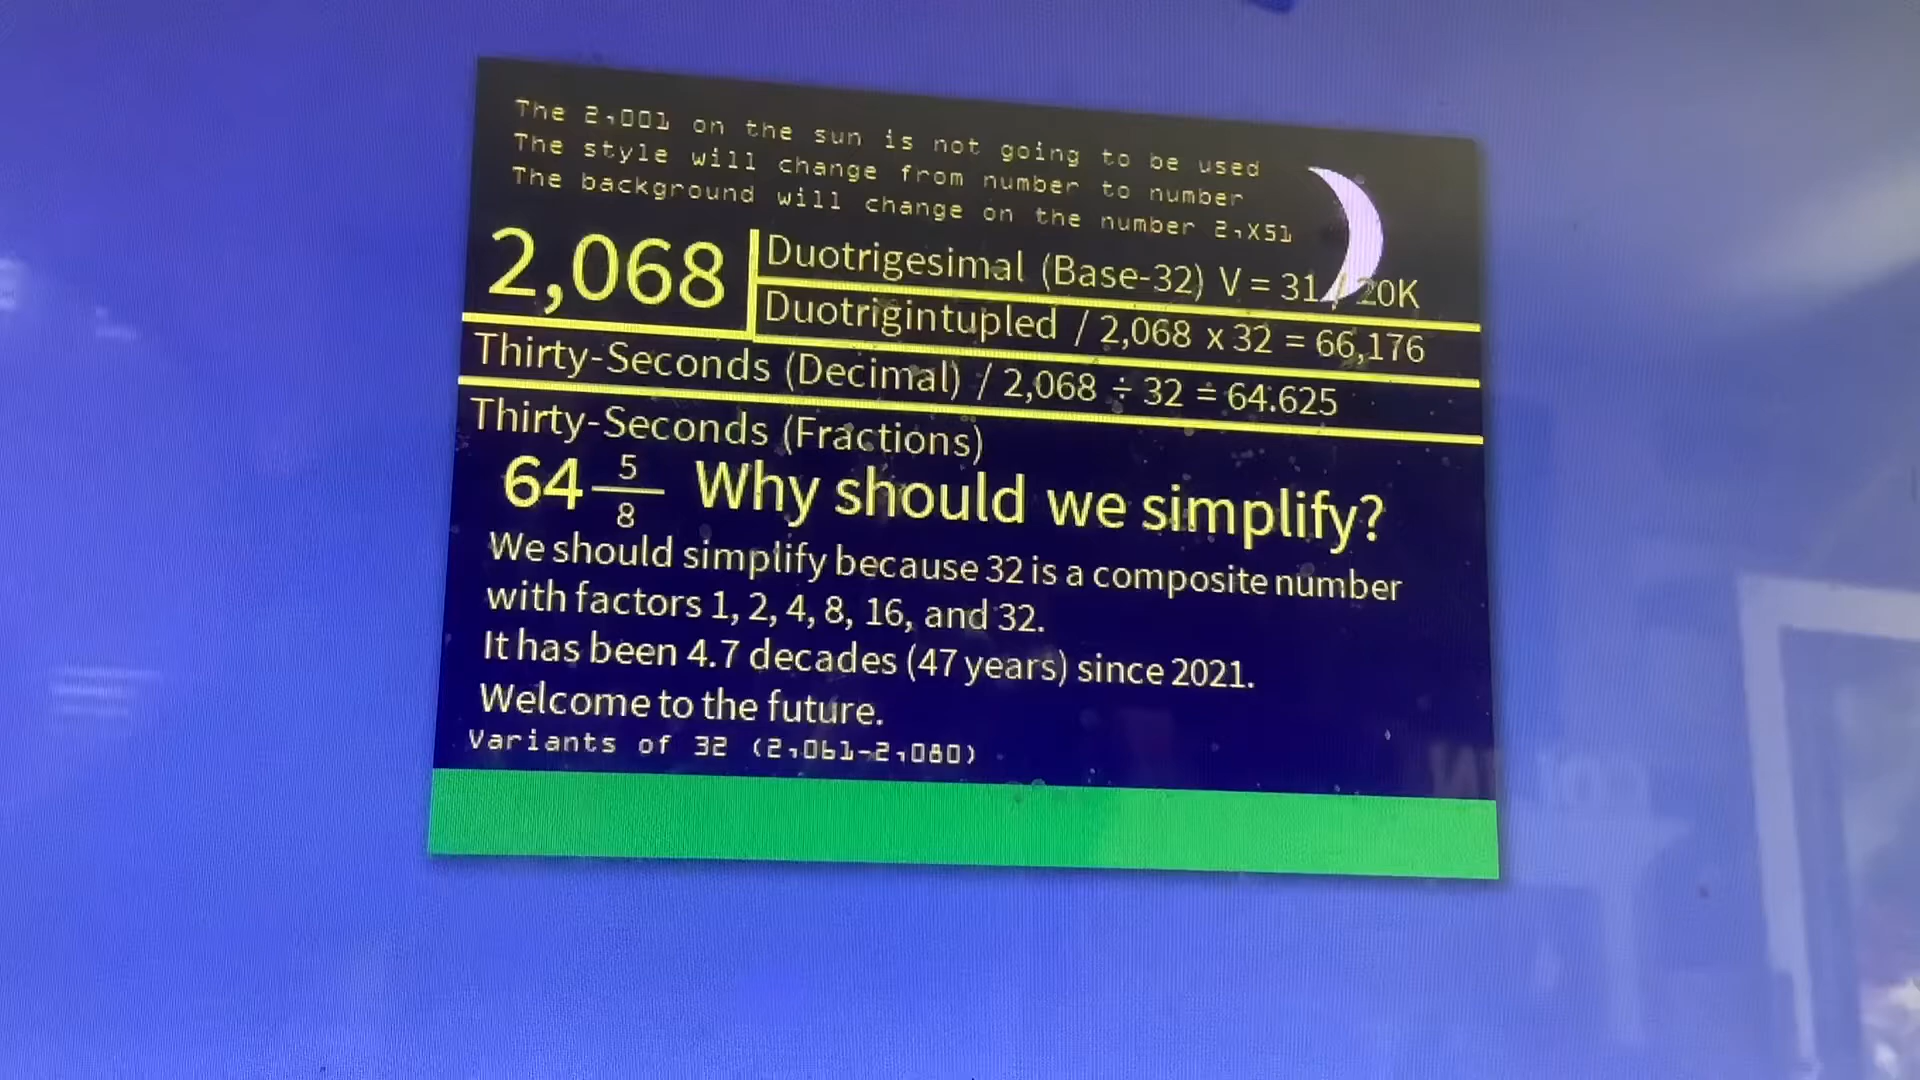 The 2,001 on the sun is not going to be used
The style will change from number to number
The background will change on the number 2,X51
2,068
Duotrigesimal (Base-32) V = 31 / 20K
Duotrigintupled / 2,068 x 32 = 66,176
Thirty-Seconds (Decimal) / 2,068 ÷ 32 = 64.625
Thirty-Seconds (Fractions)
64 5/8 Why should we simplify?
We should simplify because 32 is a composite number
with factors 1, 2, 4, 8, 16, and 32.
It has been 4.7 decades (47 years) since 2021.
Welcome to the future.
Variants of 32 (2,061-2,080)